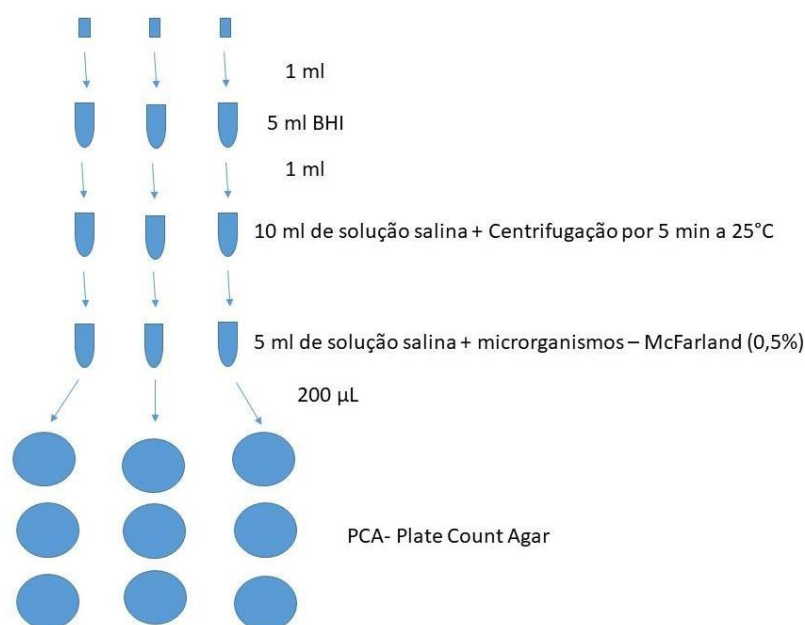 1 ml
5 ml BHI
1 ml
10 ml de solução salina + Centrifugação por 5 min a 25°C
5 ml de solução salina + microrganismos – McFarland (0,5%)
200 µL
PCA- Plate Count Agar